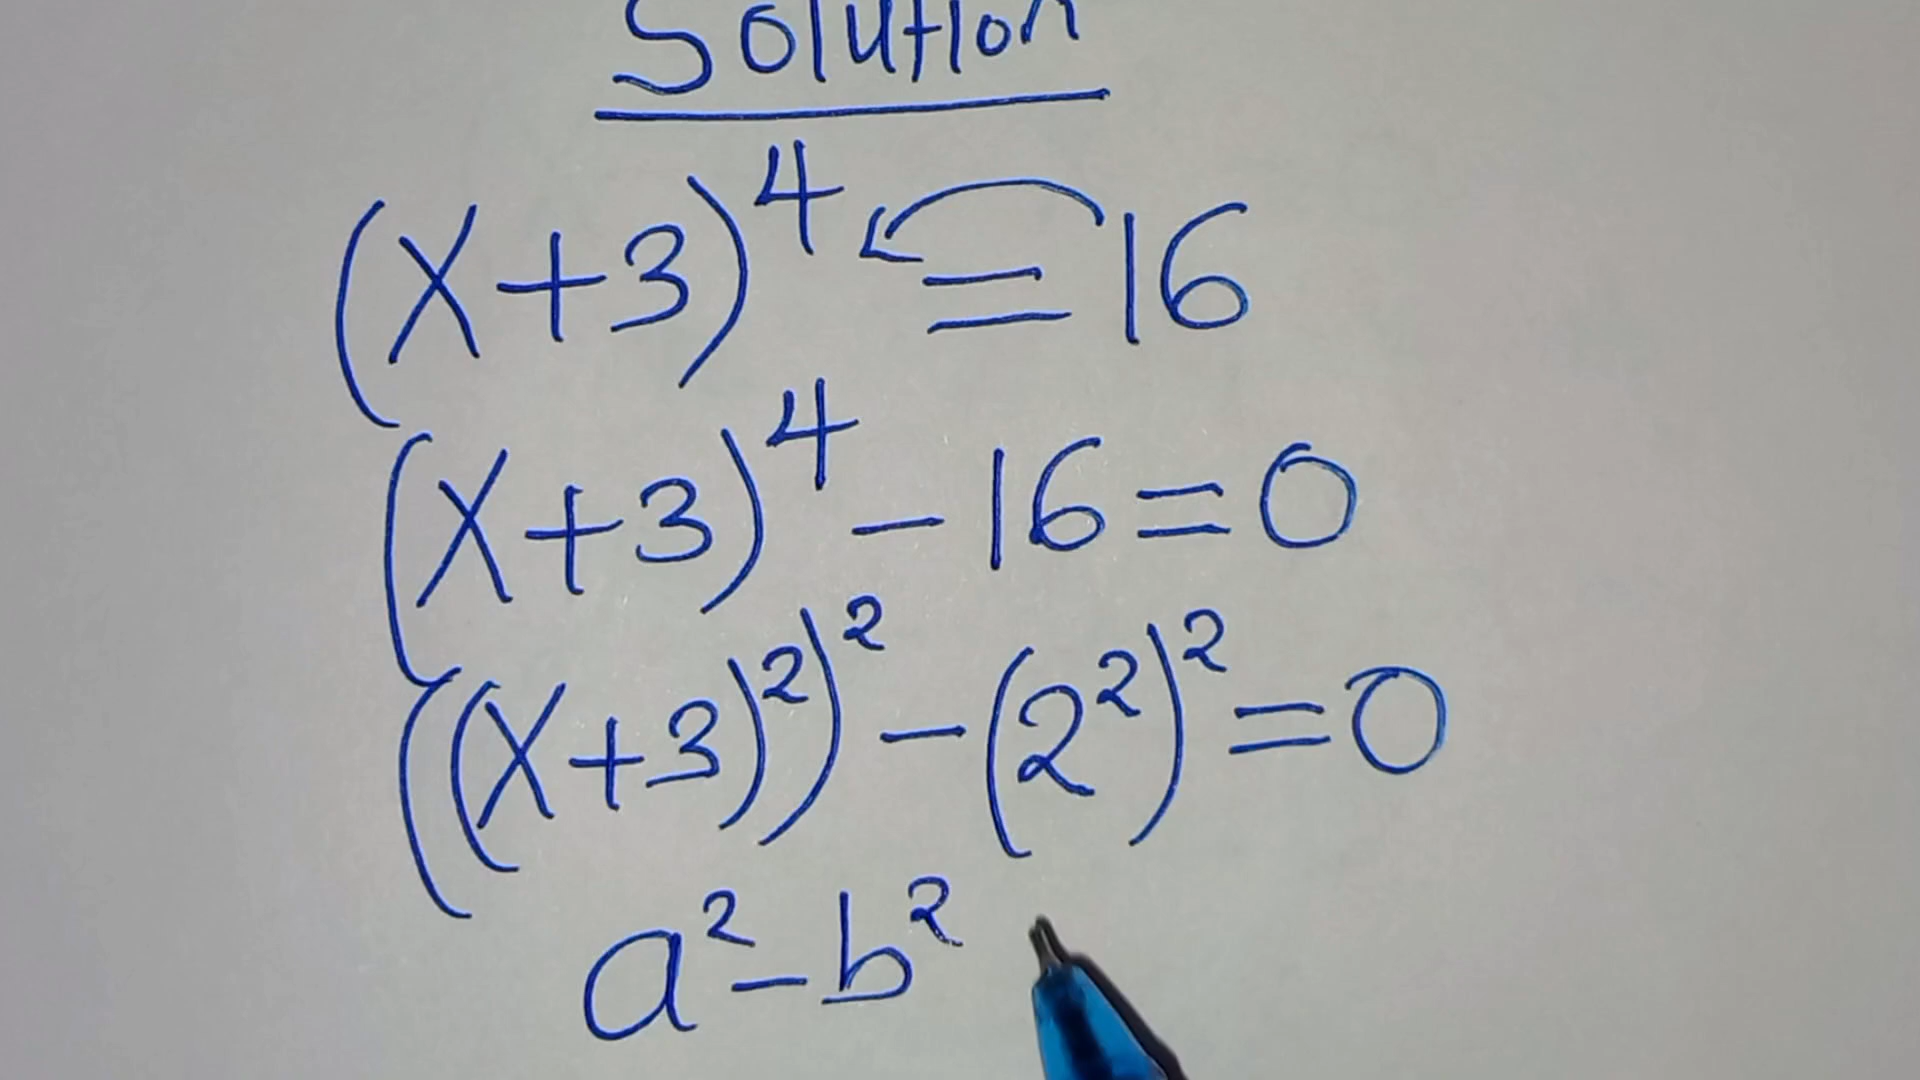 Solution
(x+3)⁴ = 16
(x+3)⁴ - 16 = 0
((x+3)²)² - (2²)² = 0
a² - b²